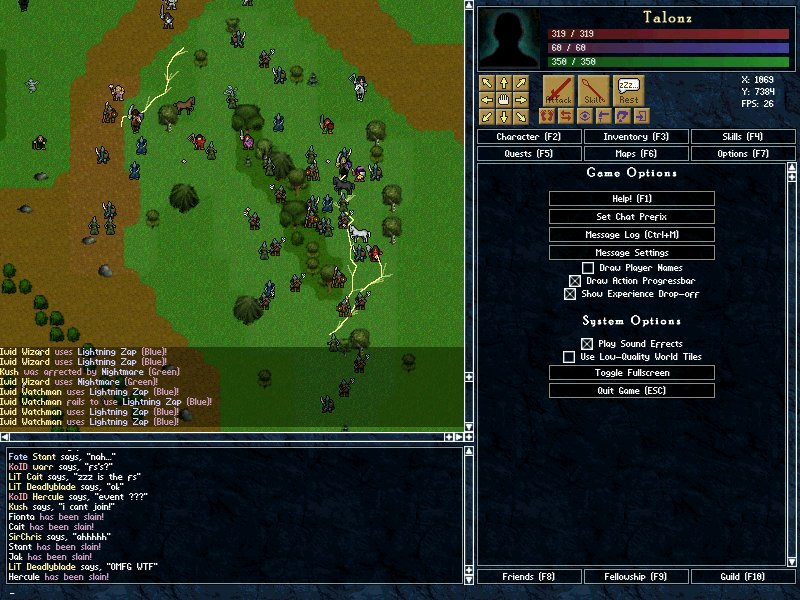 Talonz
319 / 319
60 / 60
350 / 350
Attack
Skills
zZz...
Rest
X: 1069
Y: 7384
FPS: 26
Character (F2)
Inventory (F3)
Skills (F4)
Quests (F5)
Maps (F6)
Options (F7)
Game Options
Help! (F1)
Set Chat Prefix
Message Log (Ctrl+M)
Message Settings
Draw Player Names
Draw Action Progressbar
Show Experience Drop-off
System Options
Play Sound Effects
Use Low-Quality World Tiles
Toggle Fullscreen
Quit Game (ESC)
Friends (F8)
Fellowship (F9)
Guild (F10)
Iwid Wizard uses Lightning Zap (Blue)!
Iwid Wizard uses Lightning Zap (Blue)!
Kush was affected by Nightmare (Green)
Iwid Wizard uses Nightmare (Green)!
Iwid Watchman uses Lightning Zap (Blue)!
Iwid Watchman fails to use Lightning Zap (Blue)!
Iwid Watchman uses Lightning Zap (Blue)!
Iwid Watchman uses Lightning Zap (Blue)!
Fate Stant says, "nah..."
KoID warr says, "fs's?"
LiT Cait says, "zzz is the fs"
LiT Deadlyblade says, "ok"
KoID Hercule says, "event ???"
Kush says, "i cant join!"
Fionta has been slain!
Cait has been slain!
SirChris says, "ahhhhh"
Stant has been slain!
Jak has been slain!
LiT Deadlyblade says, "OMFG WTF"
Hercule has been slain!